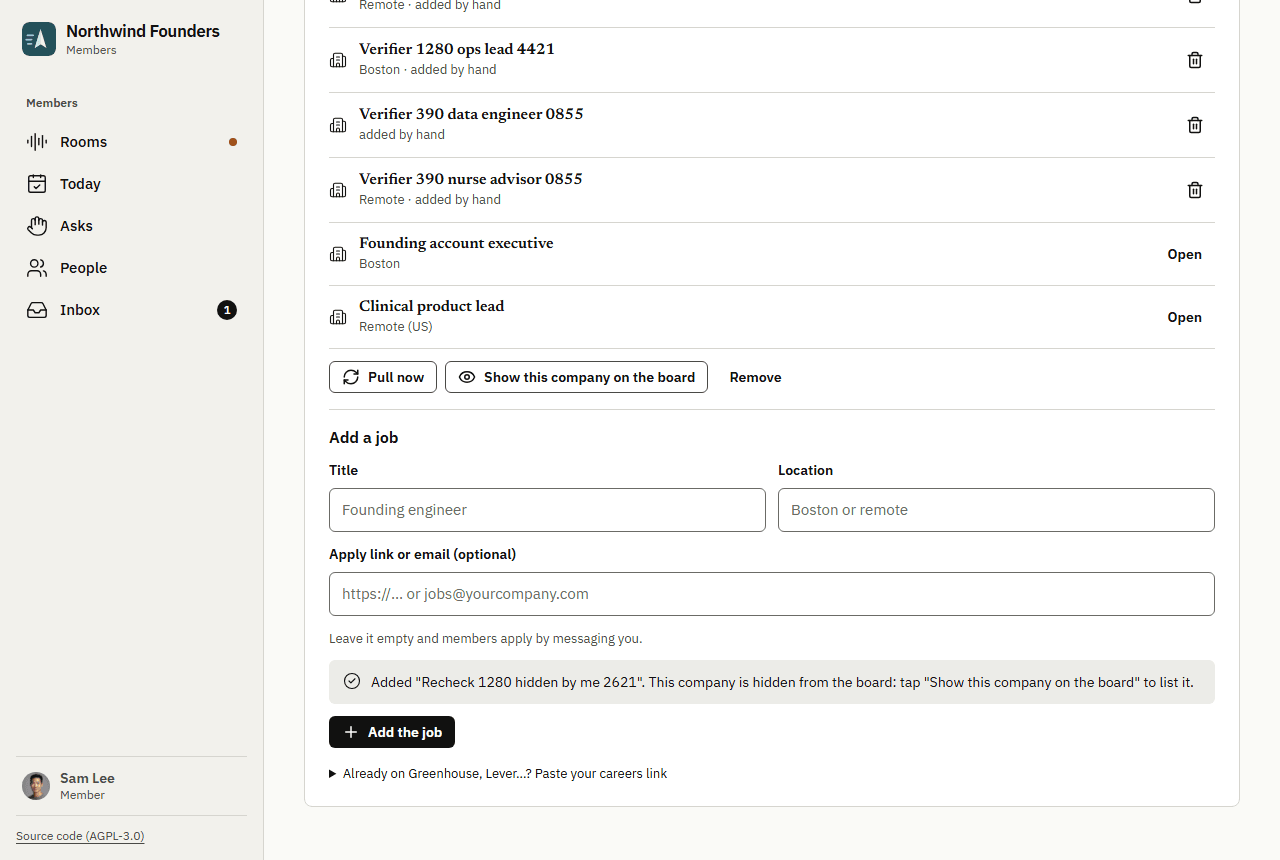 Northwind Founders
Members
Members
Rooms
Today
Asks
People
Inbox
1
Sam Lee
Member
Source code (AGPL-3.0)
Remote · added by hand
Verifier 1280 ops lead 4421
Boston · added by hand
Verifier 390 data engineer 0855
added by hand
Verifier 390 nurse advisor 0855
Remote · added by hand
Founding account executive
Boston
Open
Clinical product lead
Remote (US)
Open
Pull now
Show this company on the board
Remove
Add a job
Title
Location
Founding engineer
Boston or remote
Apply link or email (optional)
https://... or jobs@yourcompany.com
Leave it empty and members apply by messaging you.
Added "Recheck 1280 hidden by me 2621". This company is hidden from the board: tap "Show this company on the board" to list it.
Add the job
Already on Greenhouse, Lever...? Paste your careers link